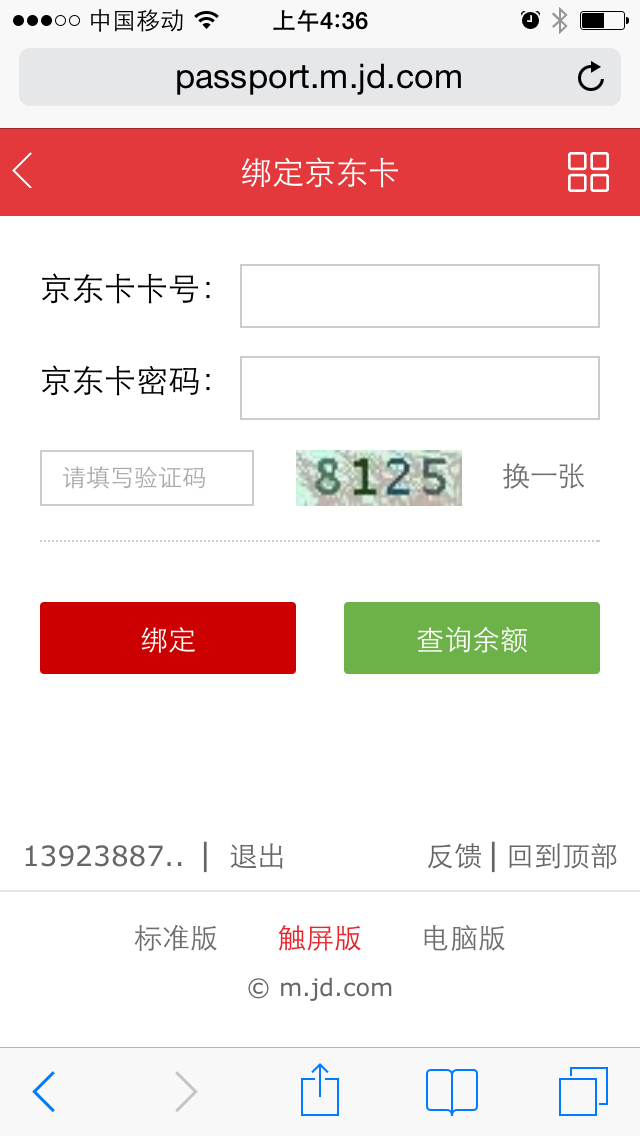 中国移动 上午4:36
passport.m.jd.com
绑定京东卡
京东卡卡号：
京东卡密码：
请填写验证码 8125 换一张
绑定 查询余额
13923887.. | 退出 反馈 | 回到顶部
标准版 触屏版 电脑版
© m.jd.com